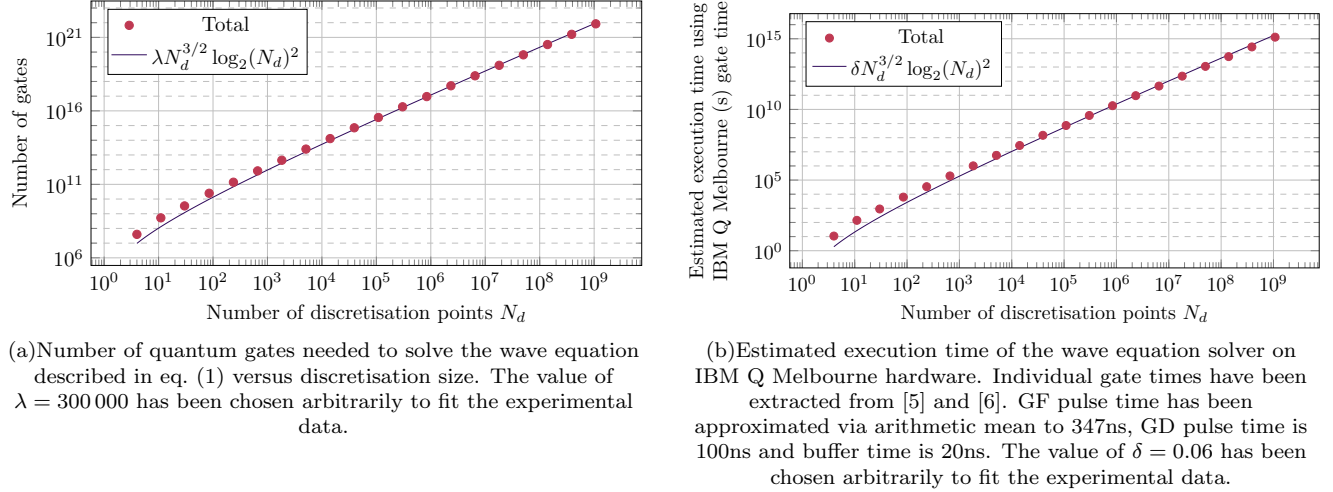 Number of gates
10^21
10^16
10^11
10^6
Total
λN_d^{3/2} log_2(N_d)^2
10^0 10^1 10^2 10^3 10^4 10^5 10^6 10^7 10^8 10^9
Number of discretisation points N_d
(a)Number of quantum gates needed to solve the wave equation
described in eq. (1) versus discretisation size. The value of
λ = 300 000 has been chosen arbitrarily to fit the experimental
data.
Estimated execution time using
IBM Q Melbourne (s) gate time
10^15
10^10
10^5
10^0
Total
δN_d^{3/2} log_2(N_d)^2
10^0 10^1 10^2 10^3 10^4 10^5 10^6 10^7 10^8 10^9
Number of discretisation points N_d
(b)Estimated execution time of the wave equation solver on
IBM Q Melbourne hardware. Individual gate times have been
extracted from [5] and [6]. GF pulse time has been
approximated via arithmetic mean to 347ns, GD pulse time is
100ns and buffer time is 20ns. The value of δ = 0.06 has been
chosen arbitrarily to fit the experimental data.